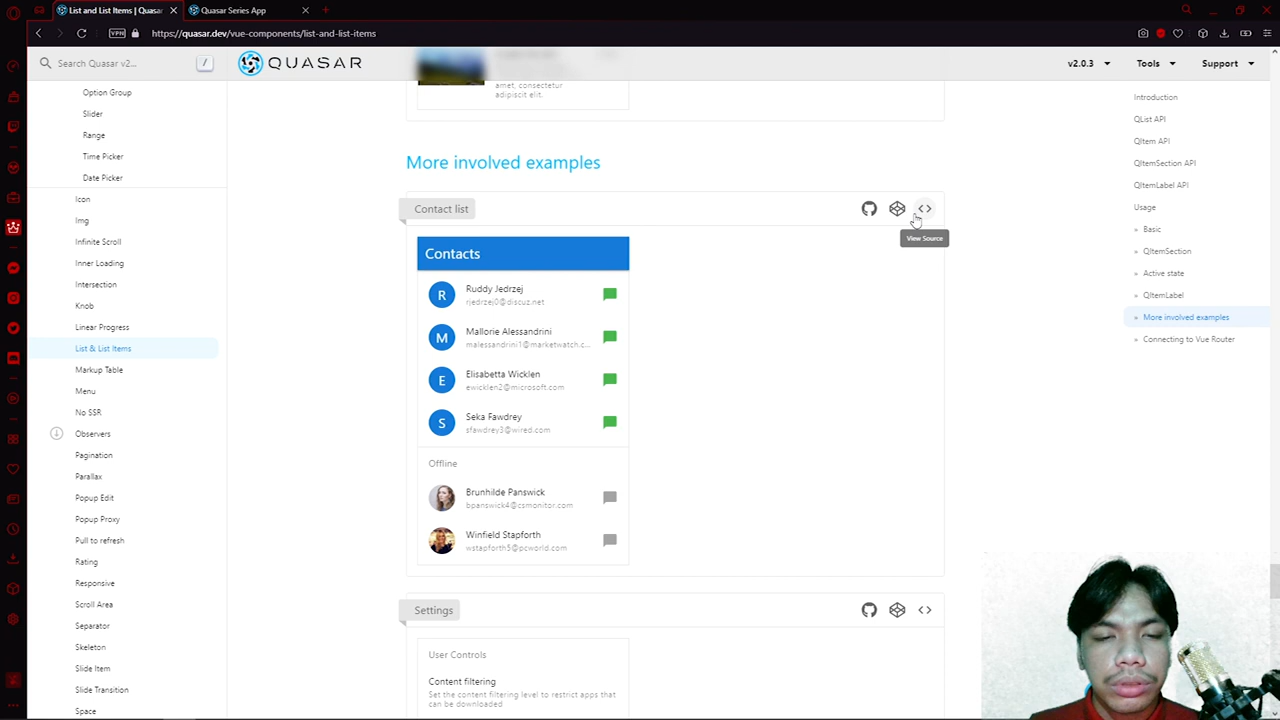 List and List Items | Quasar
Quasar Series App
VPN
https://quasar.dev/vue-components/list-and-list-items
Search Quasar v2...
/
QUASAR
v2.0.3
Tools
Support
Option Group
Slider
Range
Time Picker
Date Picker
Icon
Img
Infinite Scroll
Inner Loading
Intersection
Knob
Linear Progress
List & List Items
Markup Table
Menu
No SSR
Observers
Pagination
Parallax
Popup Edit
Popup Proxy
Pull to refresh
Rating
Responsive
Scroll Area
Separator
Skeleton
Slide Item
Slide Transition
Space
amet, consectetur
adipiscit elit.
More involved examples
Contact list
View Source
Contacts
R
Ruddy Jedrzej
rjedrzej0@discuz.net
M
Mallorie Alessandrini
malessandrini1@marketwatch.c...
E
Elisabetta Wicklen
ewicklen2@microsoft.com
S
Seka Fawdrey
sfawdrey3@wired.com
Offline
Brunhilde Panswick
bpanswick4@csmonitor.com
Winfield Stapforth
wstapforth5@pcworld.com
Settings
User Controls
Content filtering
Set the content filtering level to restrict apps that
can be downloaded
Introduction
QList API
QItem API
QItemSection API
QItemLabel API
Usage
» Basic
» QItemSection
» Active state
» QItemLabel
» More involved examples
» Connecting to Vue Router